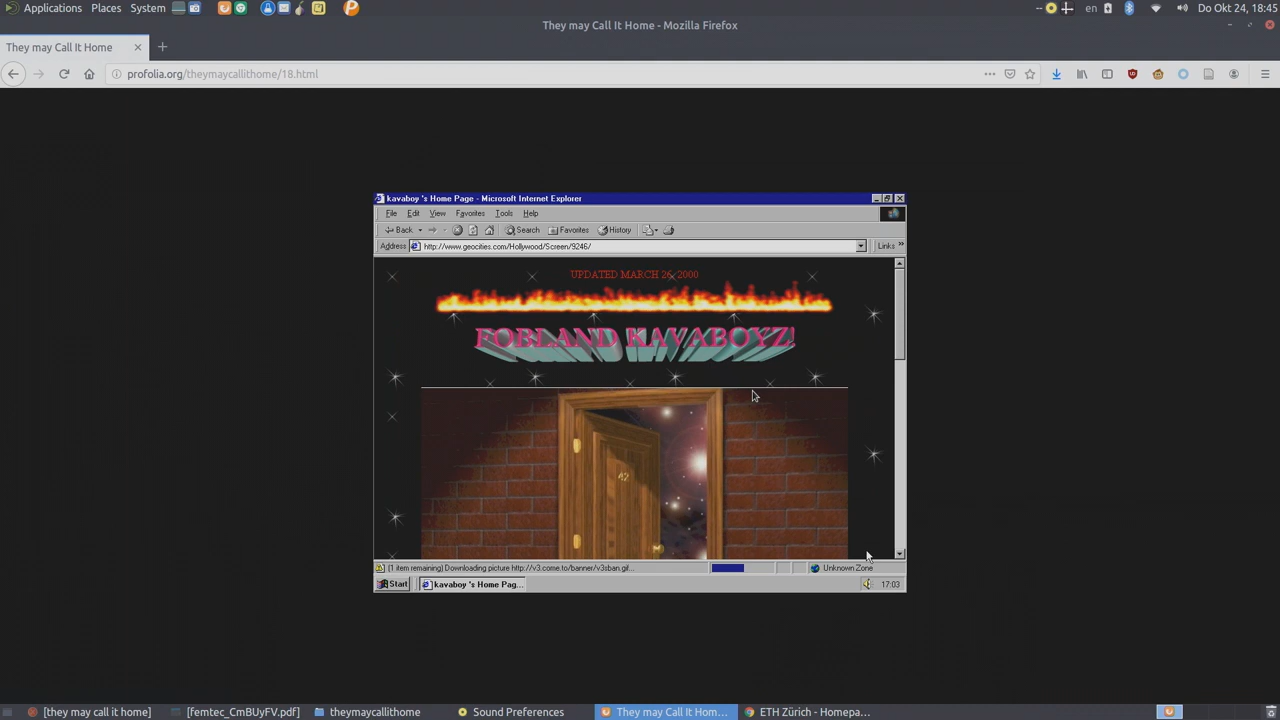 Applications Places System
en
Do Okt 24, 18:45
They may Call It Home - Mozilla Firefox
They may Call It Home
profolia.org/theymaycallithome/18.html
kavaboy 's Home Page - Microsoft Internet Explorer
File Edit View Favorites Tools Help
Back Search Favorites History
Address http://www.geocities.com/Hollywood/Screen/9246/ Links »
UPDATED MARCH 26, 2000
FOBLAND KAVABOYZ!
42
(1 item remaining) Downloading picture http://v3.come.to/banner/v3sban.gif... Unknown Zone
Start kavaboy 's Home Pag... 17:03
[they may call it home] [femtec_CmBUyFV.pdf] theymaycallithome Sound Preferences They may Call It Hom... ETH Zürich - Homepa...